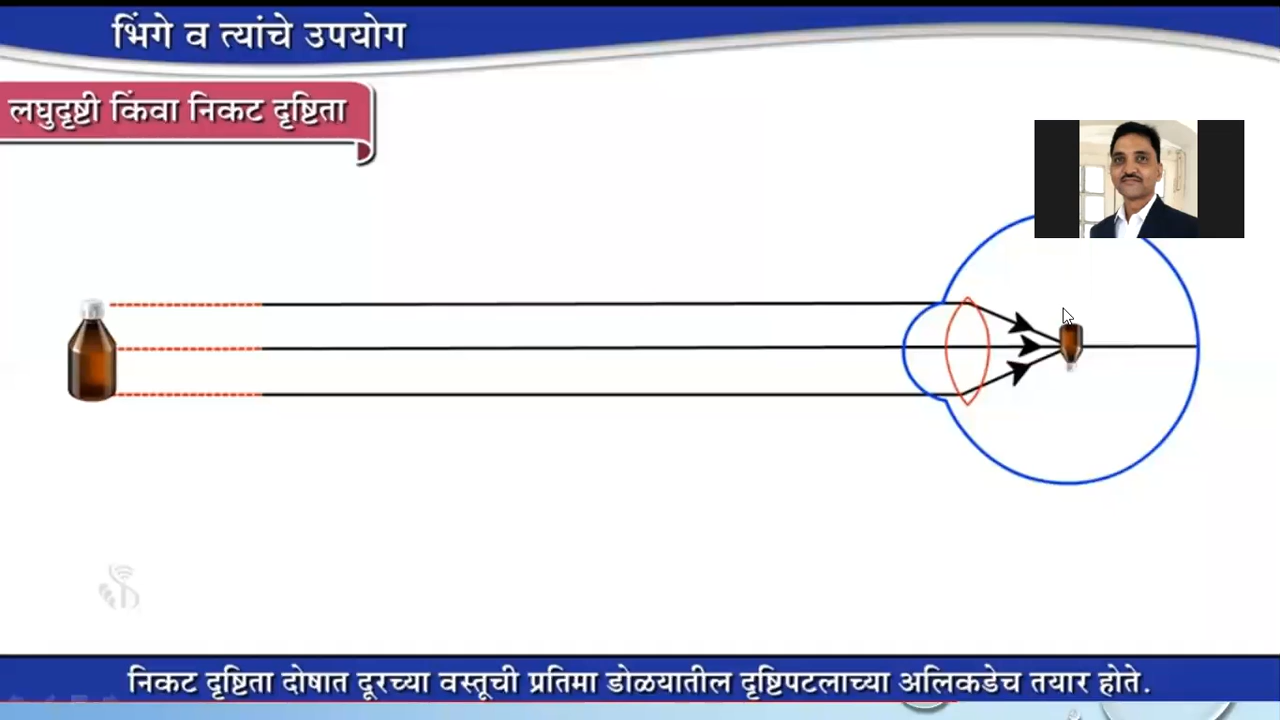 भिंगे व त्यांचे उपयोग
लघुदृष्टी किंवा निकट दृष्टिता
निकट दृष्टिता दोषात दूरच्या वस्तूची प्रतिमा डोळयातील दृष्टिपटलाच्या अलिकडेच तयार होते.